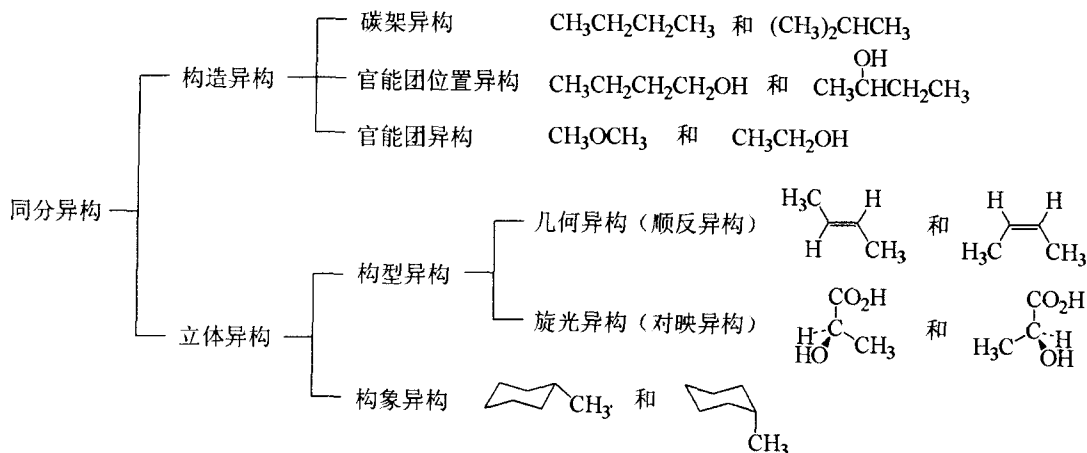 碳架异构 CH₃CH₂CH₂CH₃ 和 (CH₃)₂CHCH₃
OH
构造异构 官能团位置异构 CH₃CH₂CH₂CH₂OH 和 CH₃CHCH₂CH₃
官能团异构 CH₃OCH₃ 和 CH₃CH₂OH
同分异构
H₃C H H H
几何异构（顺反异构） 和
H CH₃ H₃C CH₃
构型异构
CO₂H CO₂H
旋光异构（对映异构） H C 和 C H
HO CH₃ H₃C OH
立体异构
构象异构 CH₃ 和
CH₃